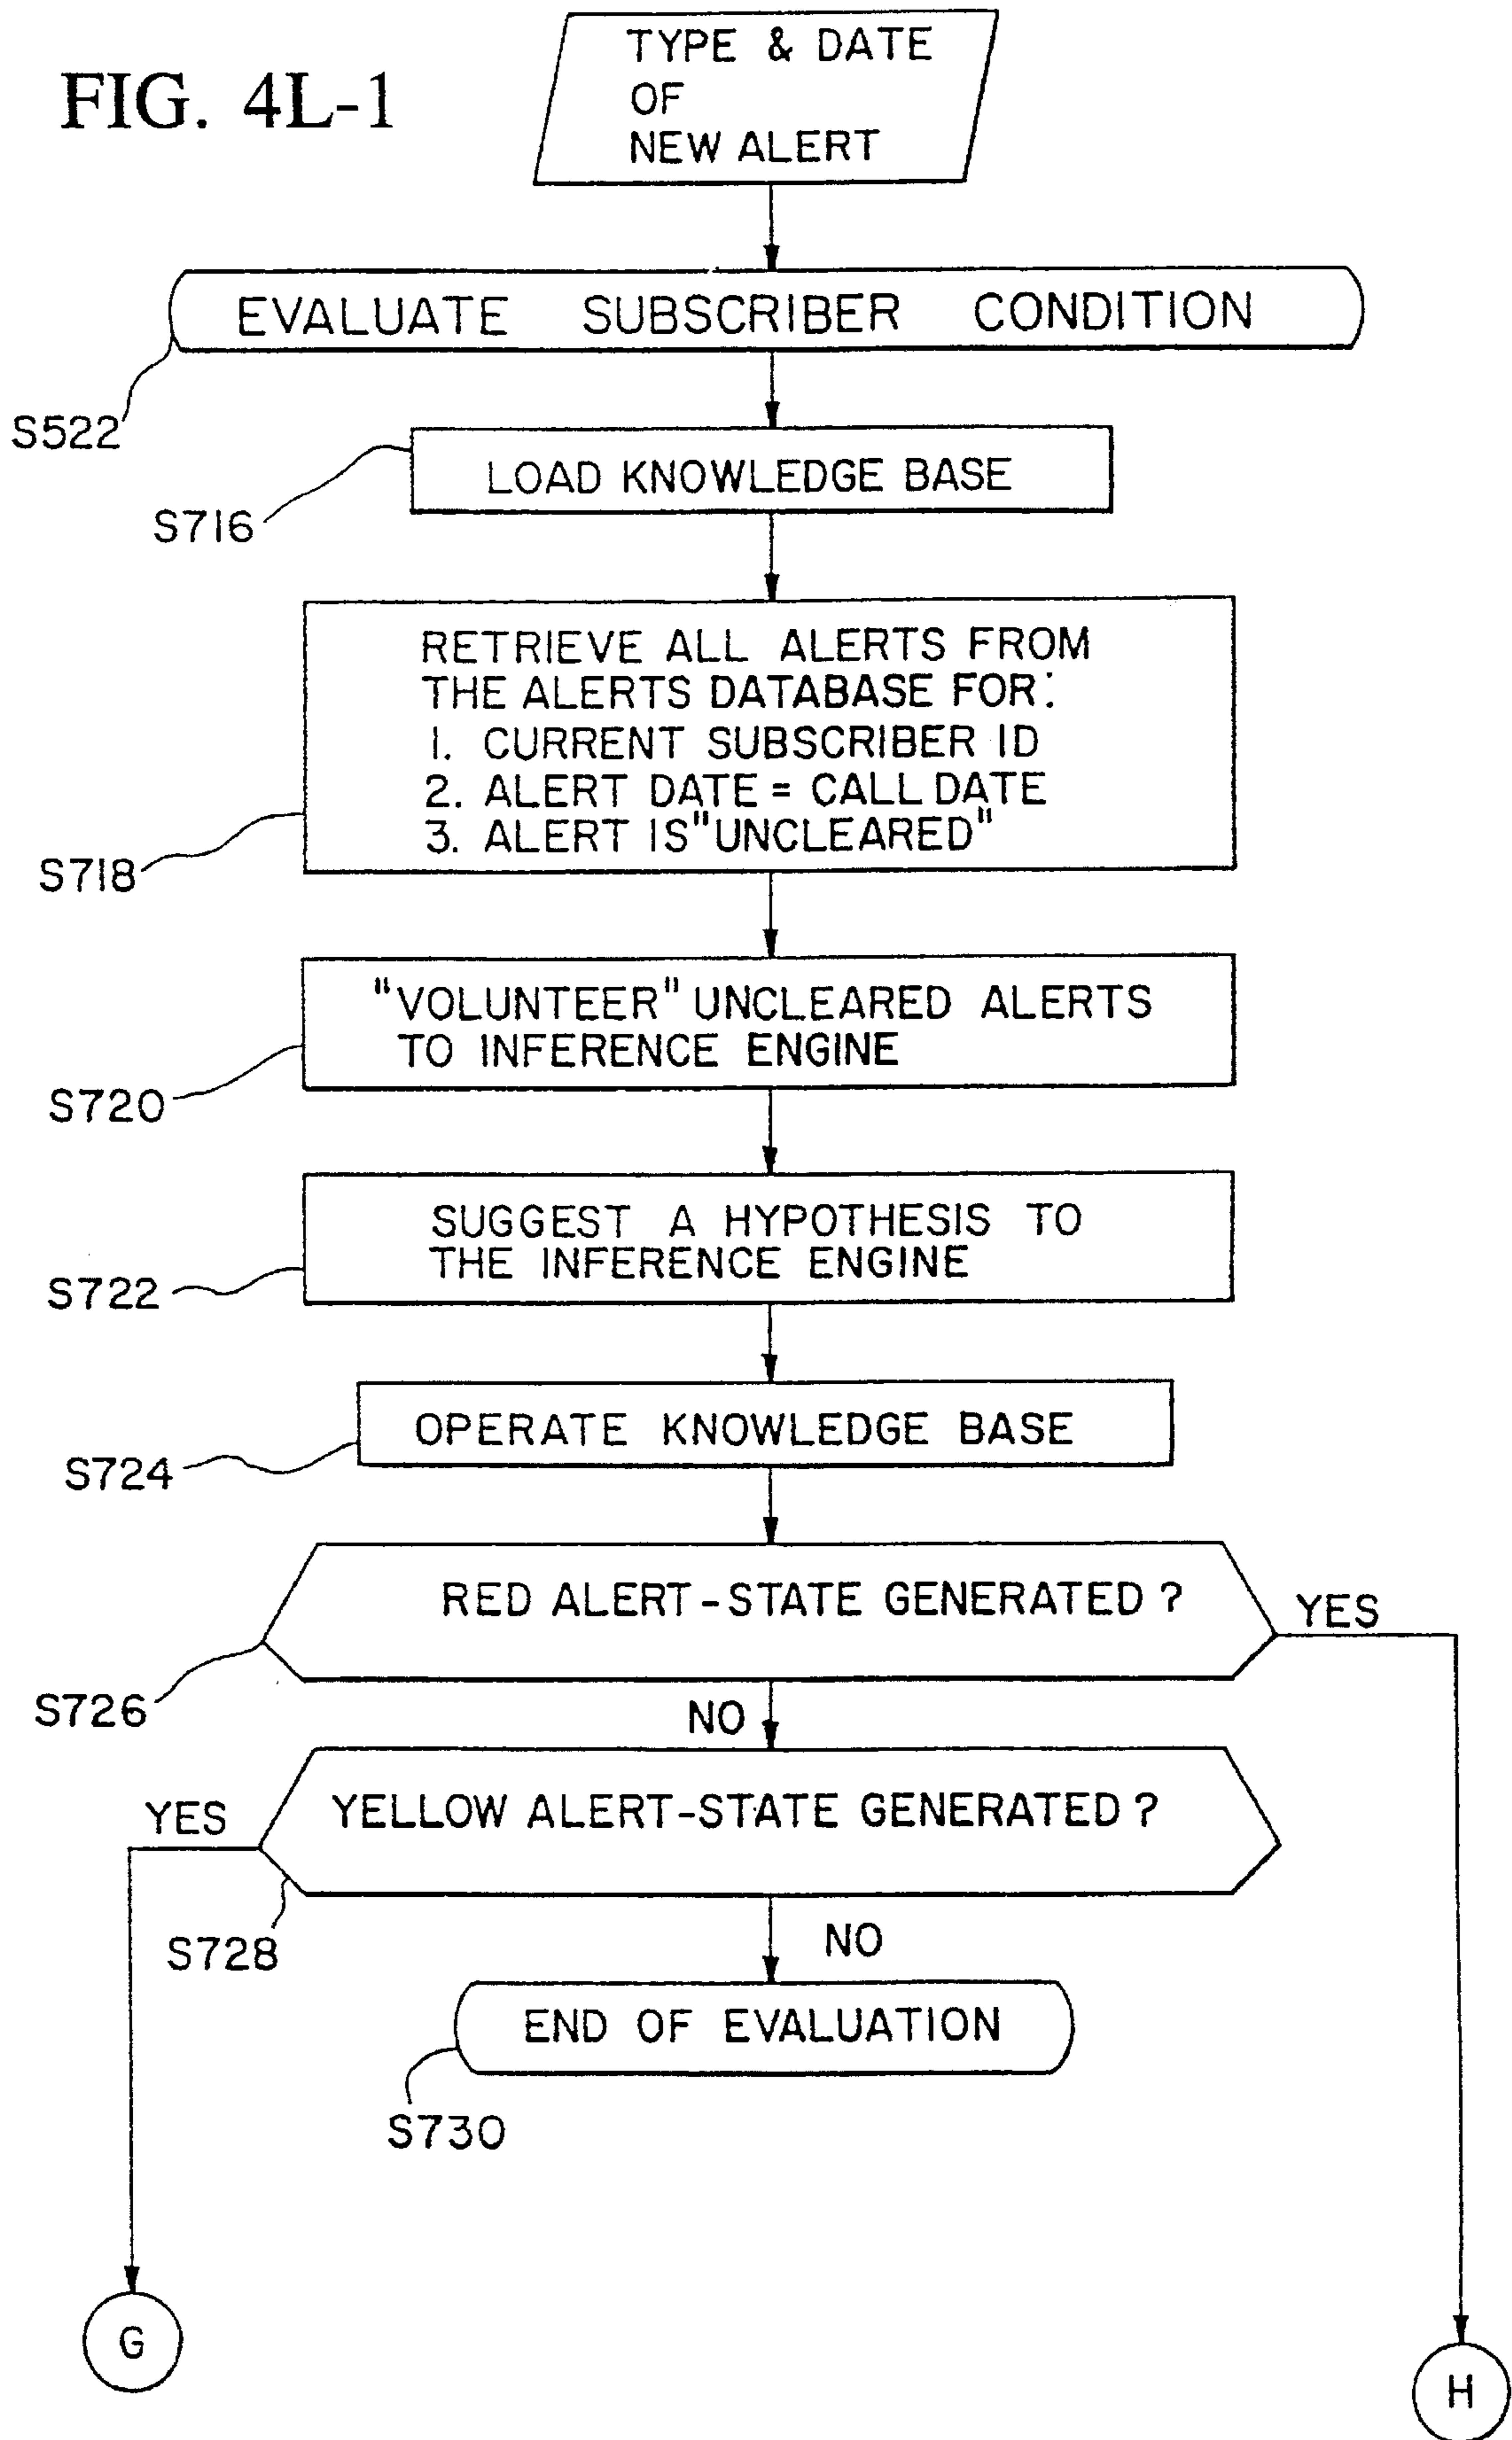 FIG. 4L-1
TYPE & DATE
OF
NEW ALERT
EVALUATE SUBSCRIBER CONDITION
S522
LOAD KNOWLEDGE BASE
S716
RETRIEVE ALL ALERTS FROM
THE ALERTS DATABASE FOR:
1. CURRENT SUBSCRIBER ID
2. ALERT DATE = CALL DATE
3. ALERT IS "UNCLEARED"
S718
"VOLUNTEER" UNCLEARED ALERTS
TO INFERENCE ENGINE
S720
SUGGEST A HYPOTHESIS TO
THE INFERENCE ENGINE
S722
OPERATE KNOWLEDGE BASE
S724
RED ALERT-STATE GENERATED?
YES
S726
NO
YES
YELLOW ALERT-STATE GENERATED?
S728
NO
END OF EVALUATION
S730
G
H